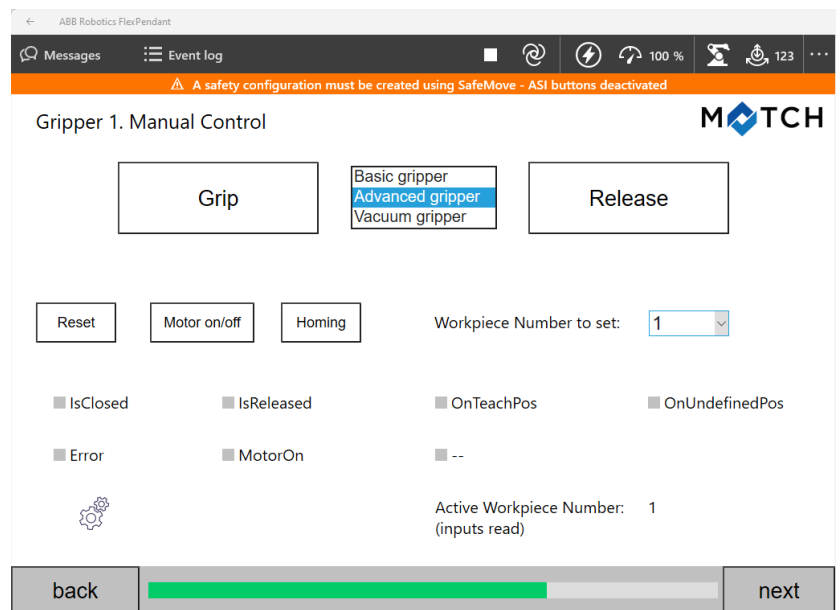 ABB Robotics FlexPendant
Messages Event log 100 % 123
A safety configuration must be created using SafeMove - ASI buttons deactivated
Gripper 1. Manual Control
MATCH
Grip
Basic gripper
Advanced gripper
Vacuum gripper
Release
Reset Motor on/off Homing Workpiece Number to set: 1
IsClosed IsReleased OnTeachPos OnUndefinedPos
Error MotorOn --
Active Workpiece Number: 1
(inputs read)
back next